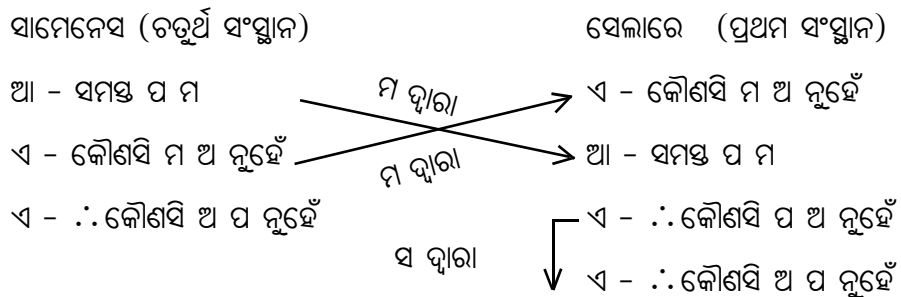 ସାମେନେସ (ଚତୁର୍ଥ ସଂସ୍ଥାନ) ସେଲାରେ (ପ୍ରଥମ ସଂସ୍ଥାନ)
ଆ – ସମସ୍ତ ପ ମ ମ ଦ୍ୱାରା ଏ – କୌଣସି ମ ଅ ନୁହେଁ
ଏ – କୌଣସି ମ ଅ ନୁହେଁ ମ ଦ୍ୱାରା ଆ – ସମସ୍ତ ପ ମ
ଏ – ∴ କୌଣସି ଅ ପ ନୁହେଁ ଏ – ∴ କୌଣସି ପ ଅ ନୁହେଁ
ସ ଦ୍ୱାରା ଏ – ∴ କୌଣସି ଅ ପ ନୁହେଁ